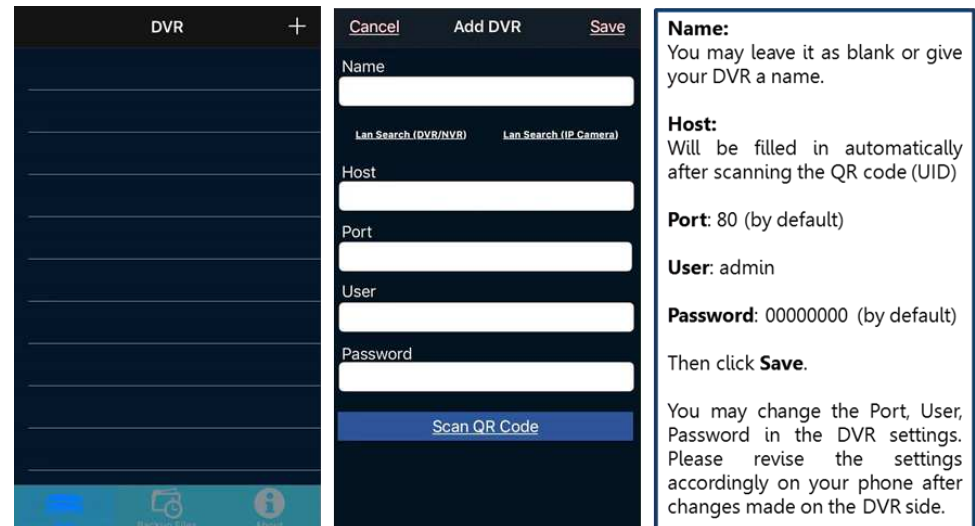 DVR
+
Cancel Add DVR Save
Name
Lan Search (DVR/NVR) Lan Search (IP Camera)
Host
Port
User
Password
Scan QR Code
Backup Files
About
Name:
You may leave it as blank or give
your DVR a name.
Host:
Will be filled in automatically
after scanning the QR code (UID)
Port: 80 (by default)
User: admin
Password: 00000000 (by default)
Then click Save.
You may change the Port, User,
Password in the DVR settings.
Please revise the settings
accordingly on your phone after
changes made on the DVR side.